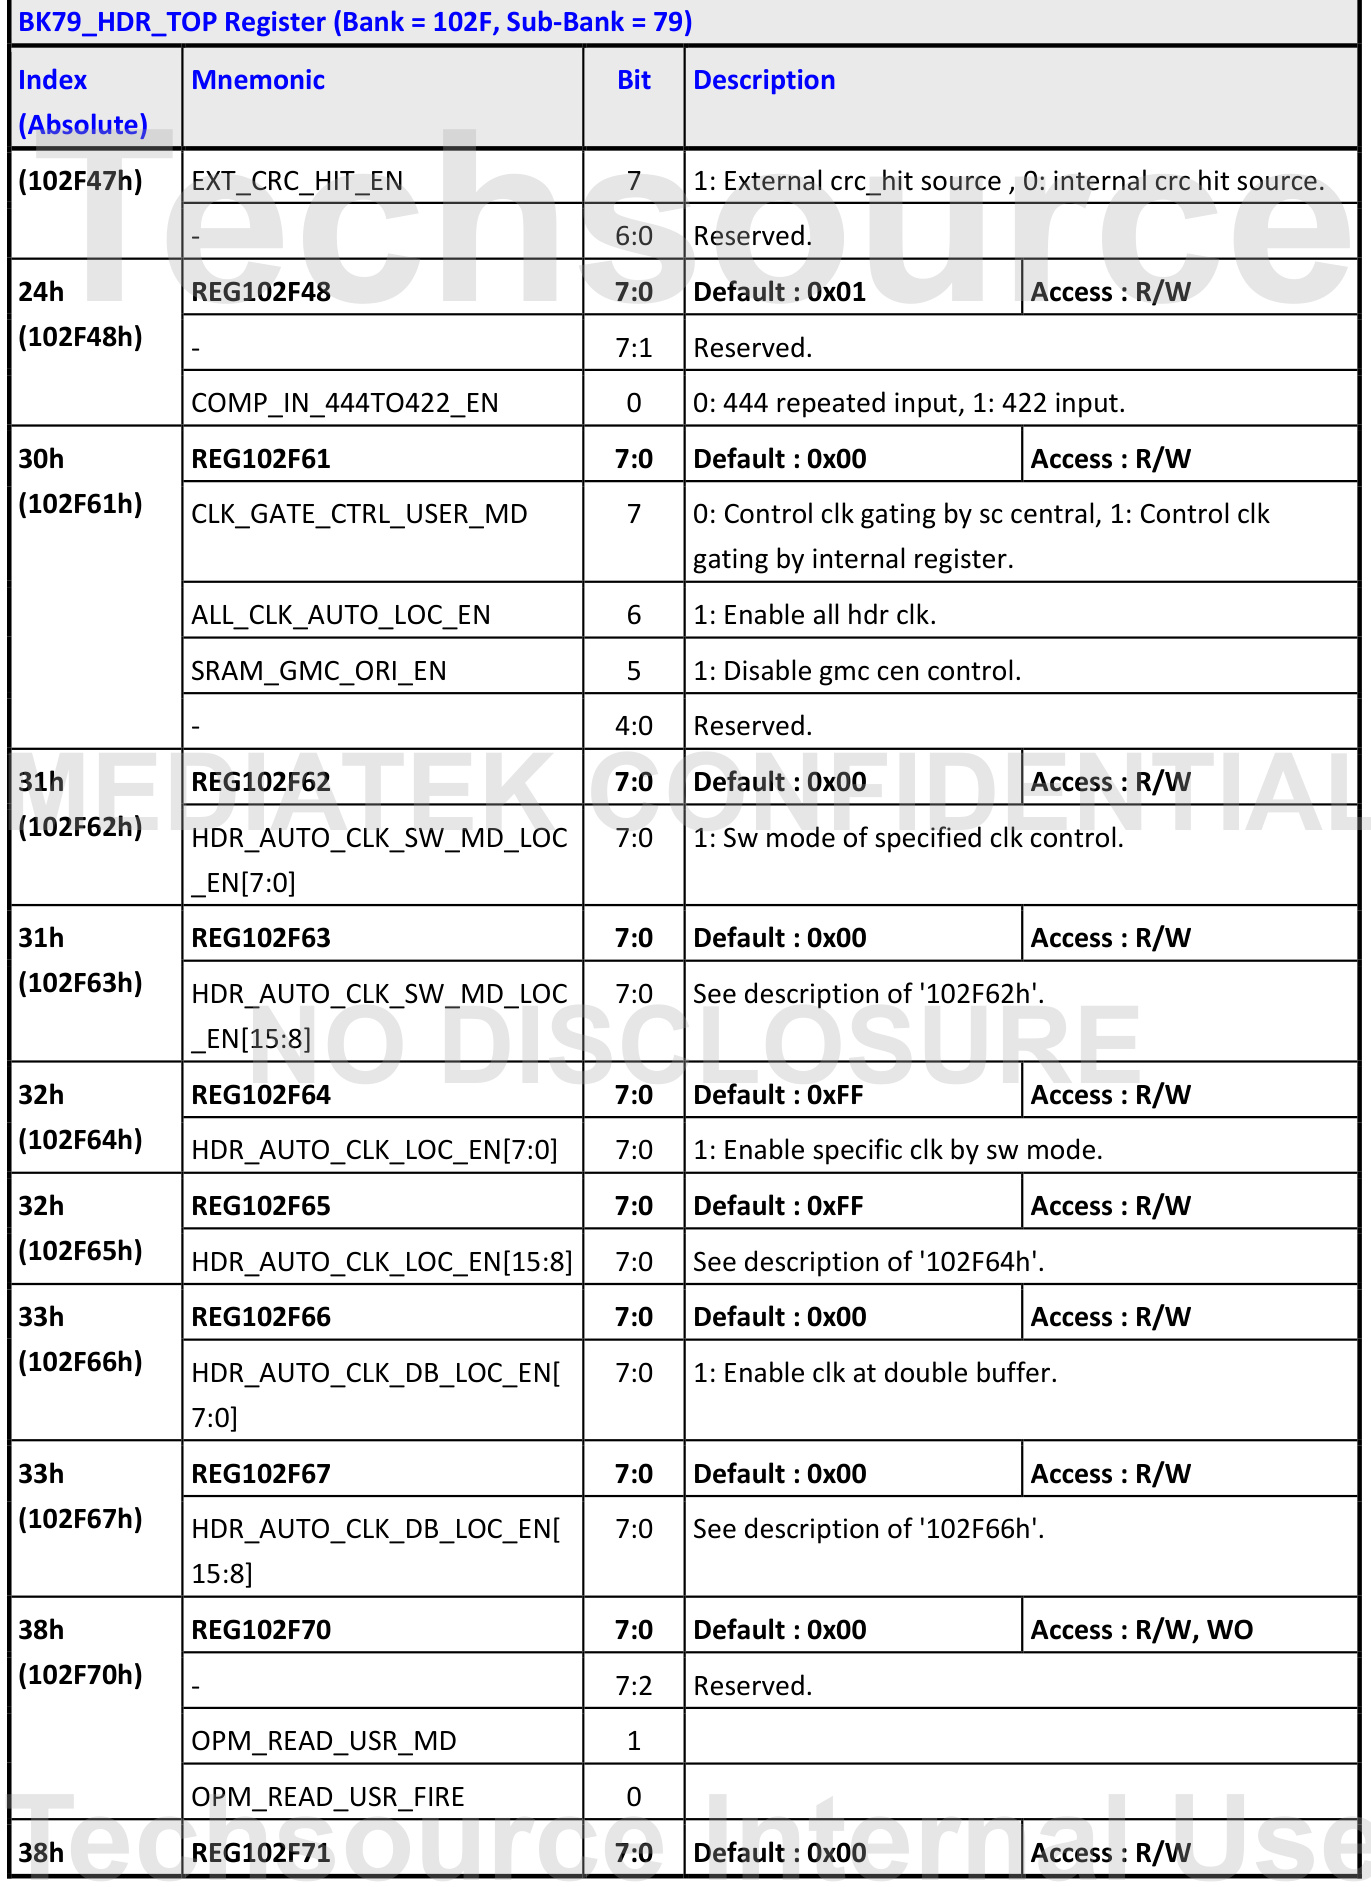 BK79_HDR_TOP Register (Bank = 102F, Sub-Bank = 79)
Index (Absolute) Mnemonic Bit Description
(102F47h) EXT_CRC_HIT_EN 7 1: External crc_hit source , 0: internal crc hit source.
- 6:0 Reserved.
Techsource
24h (102F48h) REG102F48 7:0 Default : 0x01 Access : R/W
- 7:1 Reserved.
COMP_IN_444TO422_EN 0 0: 444 repeated input, 1: 422 input.
30h (102F61h) REG102F61 7:0 Default : 0x00 Access : R/W
CLK_GATE_CTRL_USER_MD 7 0: Control clk gating by sc central, 1: Control clk
gating by internal register.
ALL_CLK_AUTO_LOC_EN 6 1: Enable all hdr clk.
SRAM_GMC_ORI_EN 5 1: Disable gmc cen control.
- 4:0 Reserved.
MEDIATEK CONFIDENTIAL
31h (102F62h) REG102F62 7:0 Default : 0x00 Access : R/W
HDR_AUTO_CLK_SW_MD_LOC 7:0 1: Sw mode of specified clk control.
_EN[7:0]
31h (102F63h) REG102F63 7:0 Default : 0x00 Access : R/W
HDR_AUTO_CLK_SW_MD_LOC 7:0 See description of '102F62h'.
_EN[15:8]
NO DISCLOSURE
32h (102F64h) REG102F64 7:0 Default : 0xFF Access : R/W
HDR_AUTO_CLK_LOC_EN[7:0] 7:0 1: Enable specific clk by sw mode.
32h (102F65h) REG102F65 7:0 Default : 0xFF Access : R/W
HDR_AUTO_CLK_LOC_EN[15:8] 7:0 See description of '102F64h'.
33h (102F66h) REG102F66 7:0 Default : 0x00 Access : R/W
HDR_AUTO_CLK_DB_LOC_EN[ 7:0 1: Enable clk at double buffer.
7:0]
33h (102F67h) REG102F67 7:0 Default : 0x00 Access : R/W
HDR_AUTO_CLK_DB_LOC_EN[ 7:0 See description of '102F66h'.
15:8]
38h (102F70h) REG102F70 7:0 Default : 0x00 Access : R/W, WO
- 7:2 Reserved.
OPM_READ_USR_MD 1
OPM_READ_USR_FIRE 0
38h REG102F71 7:0 Default : 0x00 Access : R/W
Techsource Internal Use